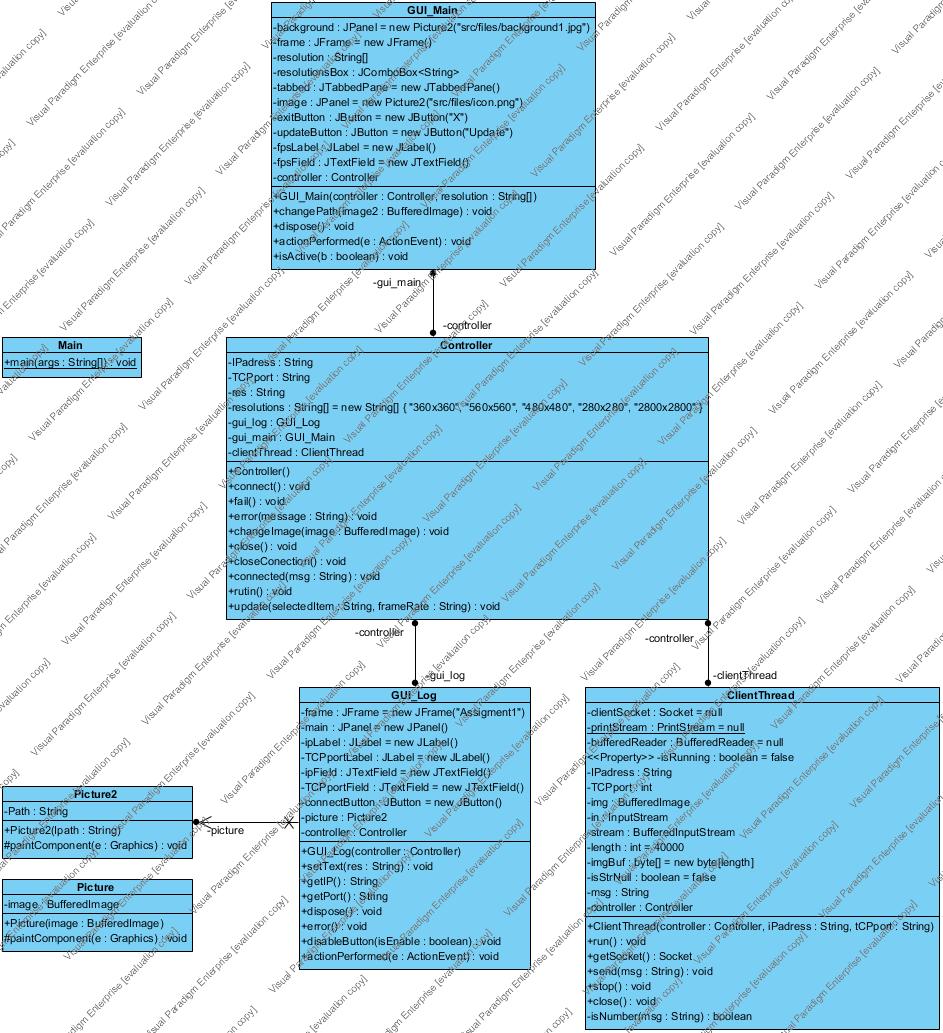 GUI_Main
-background : JPanel = new Picture2("src/files/background1.jpg")
-frame : JFrame = new JFrame()
-resolution : String[]
-resolutionsBox : JComboBox<String>
-tabbed : JTabbedPane = new JTabbedPane()
-image : JPanel = new Picture2("src/files/icon.png")
-exitButton : JButton = new JButton("X")
-updateButton : JButton = new JButton("Update")
-fpsLabel : JLabel = new JLabel()
-fpsField : JTextField = new JTextField()
-controller : Controller
+GUI_Main(controller : Controller, resolution : String[])
+changePath(image2 : BufferedImage) : void
+dispose() : void
+actionPerformed(e : ActionEvent) : void
+isActive(b : boolean) : void
-gui_main
-controller
Main
+main(args : String[]) : void
Controller
-IPadress : String
-TCPport : String
-res : String
-resolutions : String[] = new String[] { "360x360", "560x560", "480x480", "280x280", "2800x2800" }
-gui_log : GUI_Log
-gui_main : GUI_Main
-clientThread : ClientThread
+Controller()
+connect() : void
+fail() : void
+error(message : String) : void
+changeImage(image : BufferedImage) : void
+close() : void
+closeConection() : void
+connected(msg : String) : void
+rutin() : void
+update(selectedItem : String, frameRate : String) : void
-controller
-gui_log
-controller
-clientThread
GUI_Log
-frame : JFrame = new JFrame("Assigment1")
-main : JPanel = new JPanel()
-ipLabel : JLabel = new JLabel()
-TCPportLabel : JLabel = new JLabel()
-ipField : JTextField = new JTextField()
-TCPportField : JTextField = new JTextField()
-connectButton : JButton = new JButton()
-picture : Picture2
-controller : Controller
+GUI_Log(controller : Controller)
+setText(res : String) : void
+getIP() : String
+getPort() : String
+dispose() : void
+error() : void
+disableButton(isEnable : boolean) : void
+actionPerformed(e : ActionEvent) : void
ClientThread
-clientSocket : Socket = null
-printStream : PrintStream = null
-bufferedReader : BufferedReader = null
<<Property>> -isRunning : boolean = false
-IPadress : String
-TCPport : int
-img : BufferedImage
-in : InputStream
-stream : BufferedInputStream
-length : int = 40000
-imgBuf : byte[] = new byte[length]
-isStrNull : boolean = false
-msg : String
-controller : Controller
+ClientThread(controller : Controller, iPadress : String, tCPport : String)
+run() : void
+getSocket() : Socket
+send(msg : String) : void
+stop() : void
+close() : void
-isNumber(msg : String) : boolean
Picture2
-Path : String
+Picture2(lpath : String)
#paintComponent(e : Graphics) : void
-picture
Picture
-image : BufferedImage
+Picture(image : BufferedImage)
#paintComponent(e : Graphics) : void
Visual Paradigm Enterprise [evaluation copy]